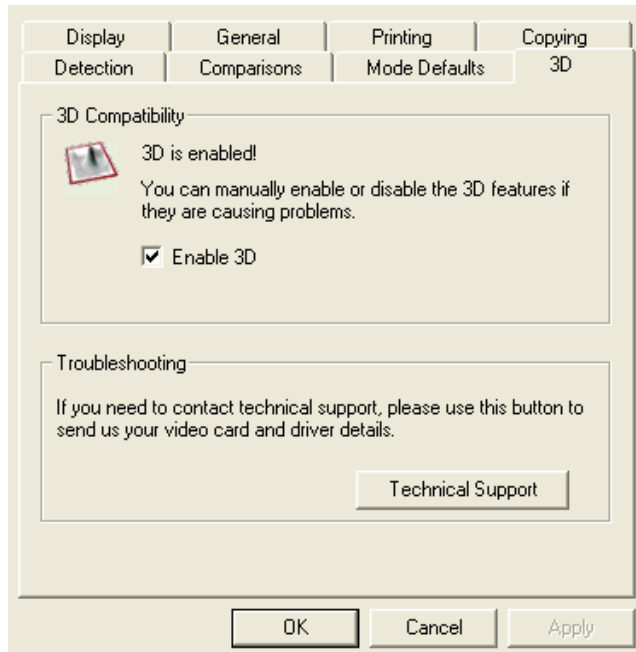 Display General Printing Copying
Detection Comparisons Mode Defaults 3D
3D Compatibility
3D is enabled!
You can manually enable or disable the 3D features if
they are causing problems.
Enable 3D
Troubleshooting
If you need to contact technical support, please use this button to
send us your video card and driver details.
Technical Support
OK Cancel Apply